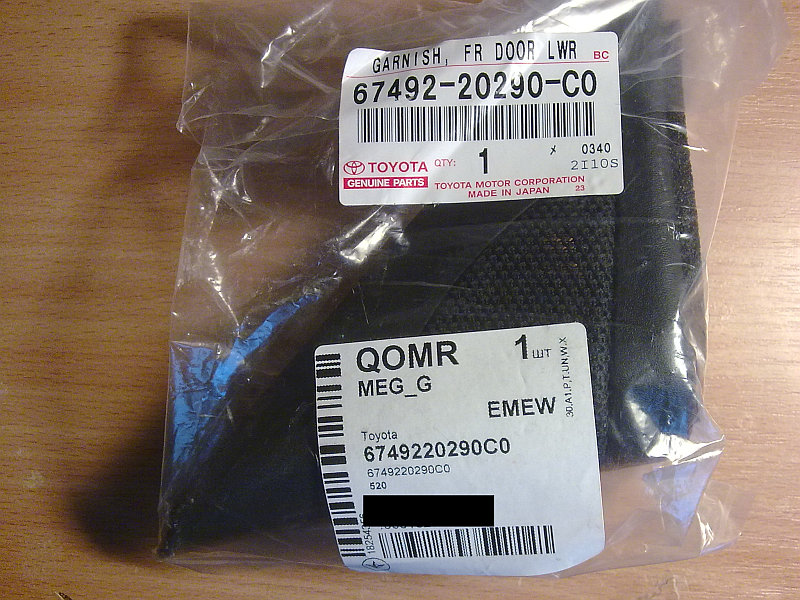 GARNISH, FR DOOR LWR BC
67492-20290-C0
TOYOTA QTY: 1 X 0340
GENUINE PARTS 2I10S
TOYOTA MOTOR CORPORATION
MADE IN JAPAN 23
QOMR 1 шт
MEG_G
EMEW
30,A1,P,T,UN,W,X
Toyota
6749220290C0
6749220290C0
520